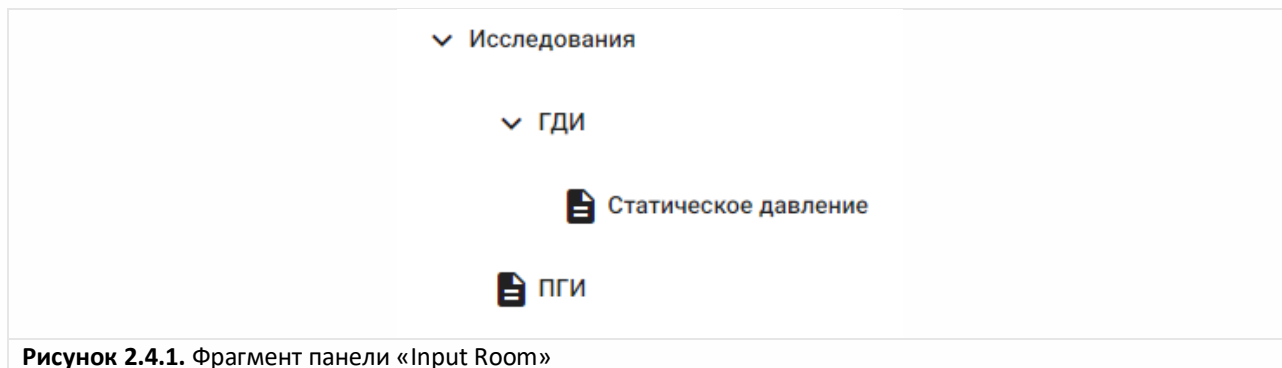 Исследования
ГДИ
Статическое давление
ПГИ
Рисунок 2.4.1. Фрагмент панели «Input Room»